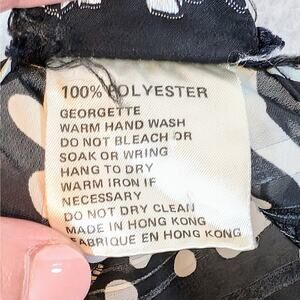 100% POLYESTER
GEORGETTE
WARM HAND WASH
DO NOT BLEACH OR
SOAK OR WRING
HANG TO DRY
WARM IRON IF
NECESSARY
DO NOT DRY CLEAN
MADE IN HONG KONG
FABRIQUE EN HONG KONG